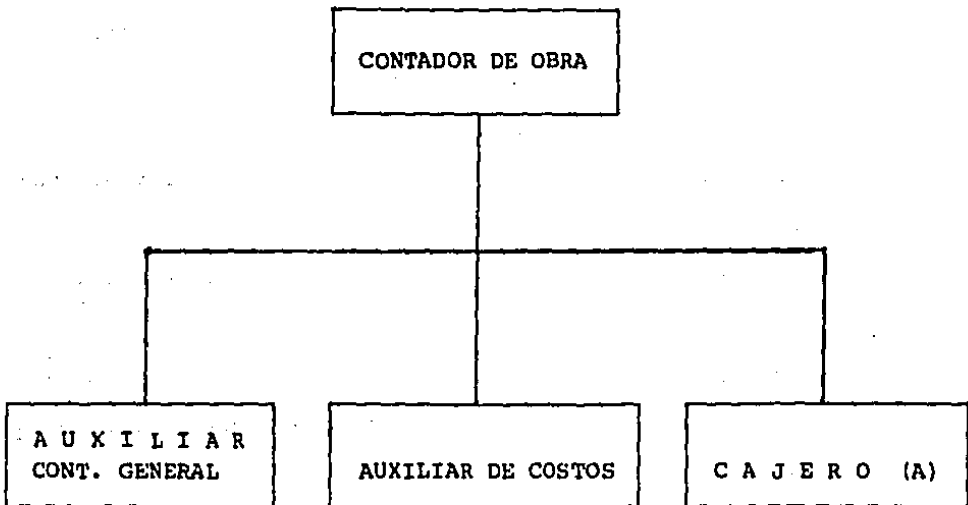 CONTADOR DE OBRA
A U X I L I A R
CONT. GENERAL
AUXILIAR DE COSTOS
C A J E R O (A)